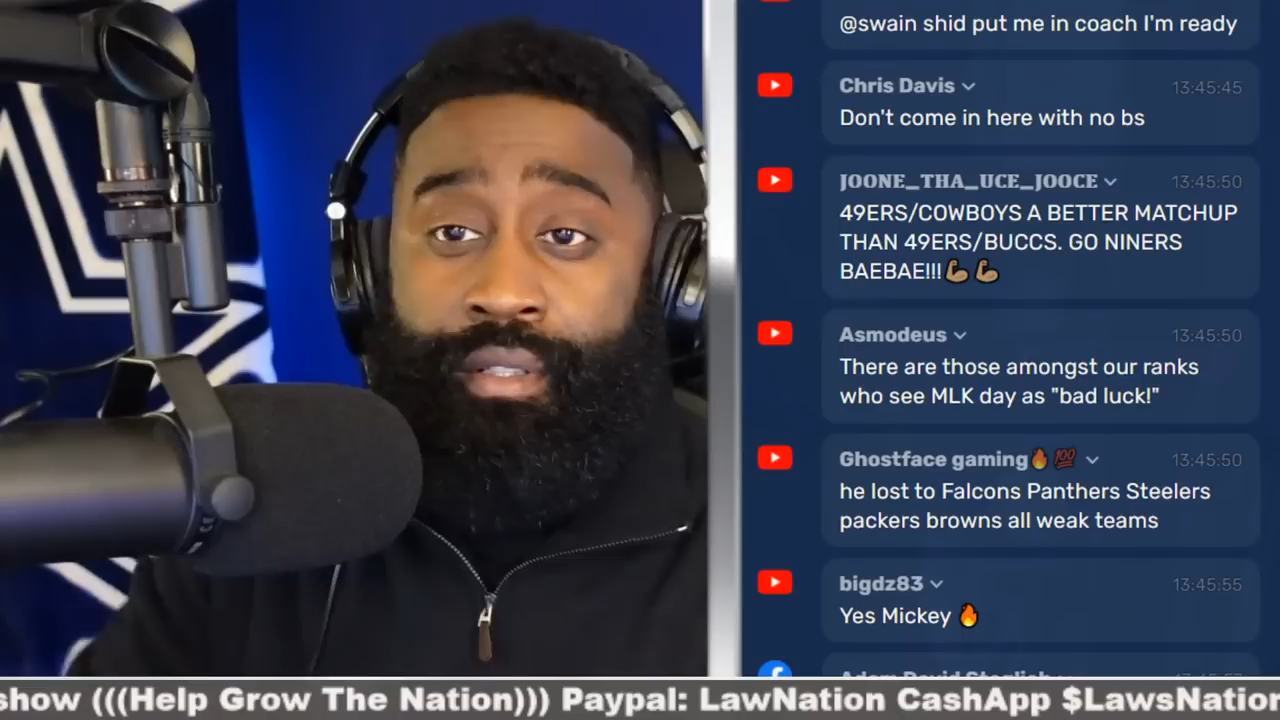 @swain shid put me in coach I'm ready
Chris Davis 13:45:45
Don't come in here with no bs
JOONE_THA_UCE_JOOCE 13:45:50
49ERS/COWBOYS A BETTER MATCHUP
THAN 49ERS/BUCCS. GO NINERS
BAEBAE!!!💪🏽💪🏽
Asmodeus 13:45:50
There are those amongst our ranks
who see MLK day as "bad luck!"
Ghostface gaming🔥💯 13:45:50
he lost to Falcons Panthers Steelers
packers browns all weak teams
bigdz83 13:45:55
Yes Mickey 🔥
show (((Help Grow The Nation))) Paypal: LawNation CashApp $LawsNation